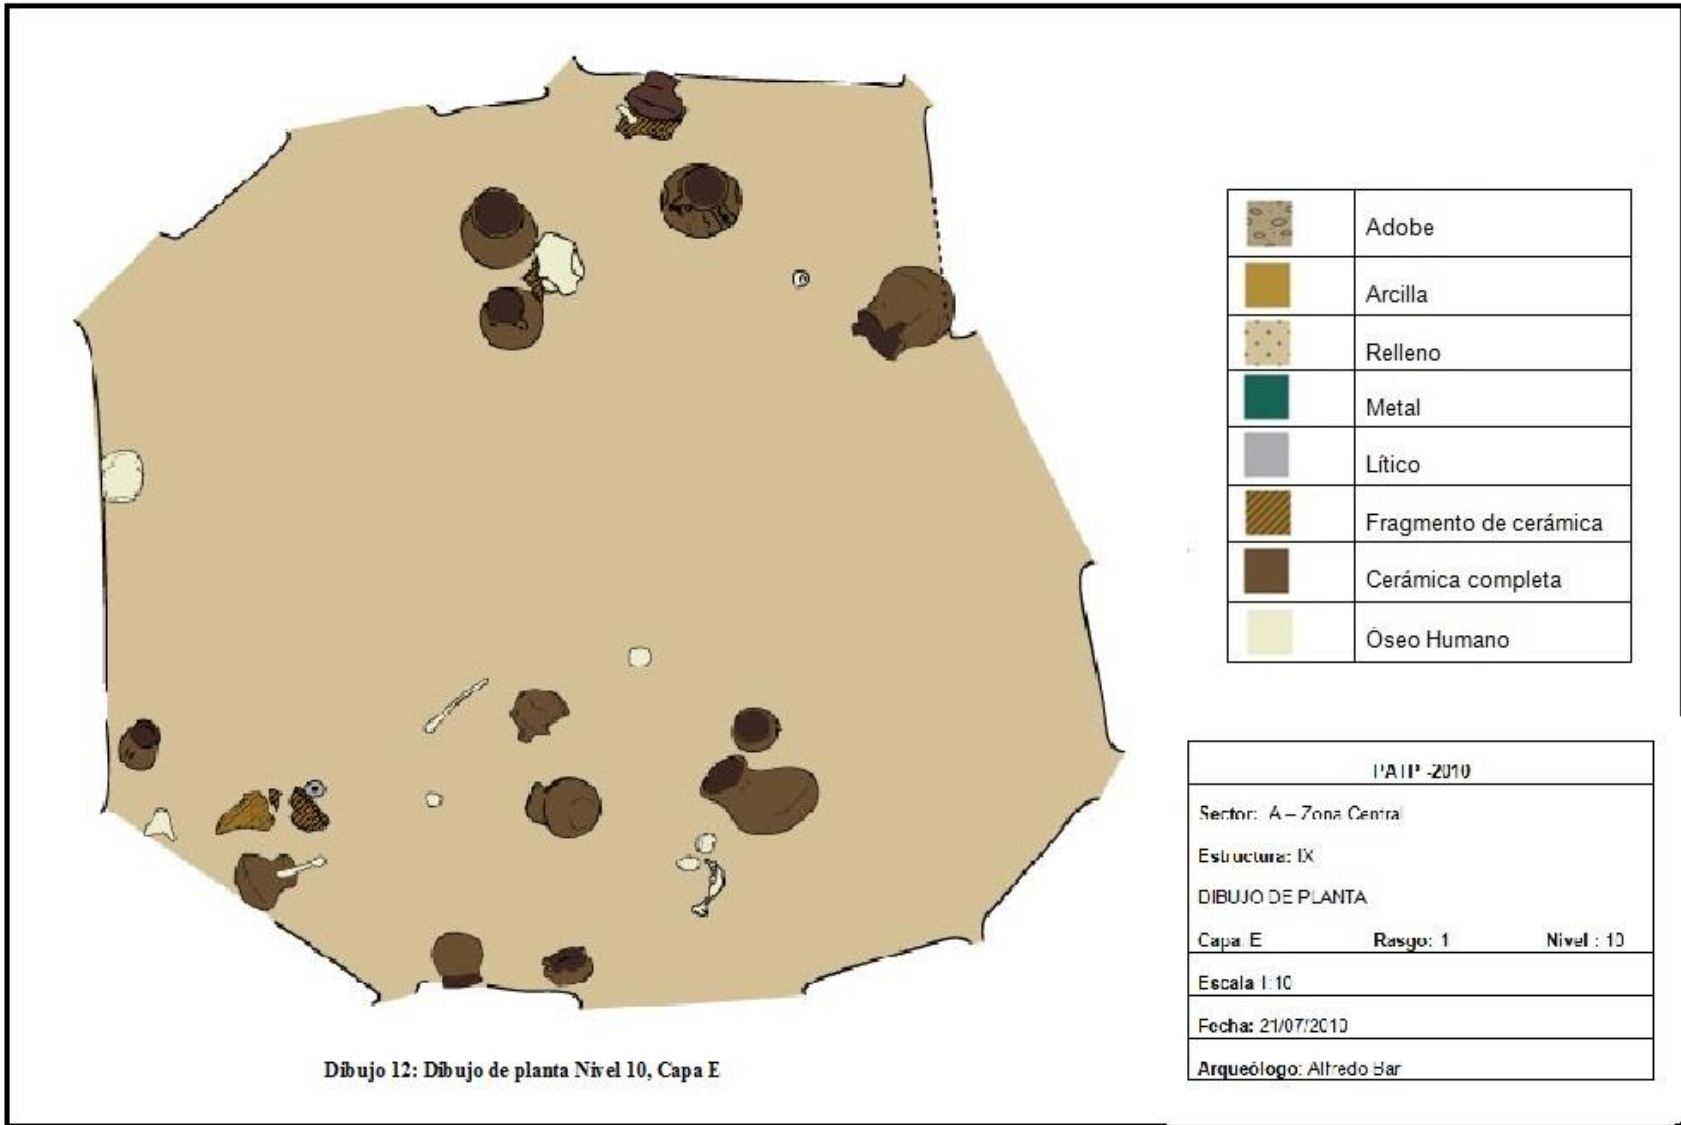 Adobe
Arcilla
Relleno
Metal
Lítico
Fragmento de cerámica
Cerámica completa
Óseo Humano
PATP -2010
Sector: A – Zona Central
Estructura: IX
DIBUJO DE PLANTA
Capa: E Rasgo: 1 Nivel : 10
Escala 1:10
Fecha: 21/07/2010
Arqueólogo: Alfredo Bar
Dibujo 12: Dibujo de planta Nivel 10, Capa E